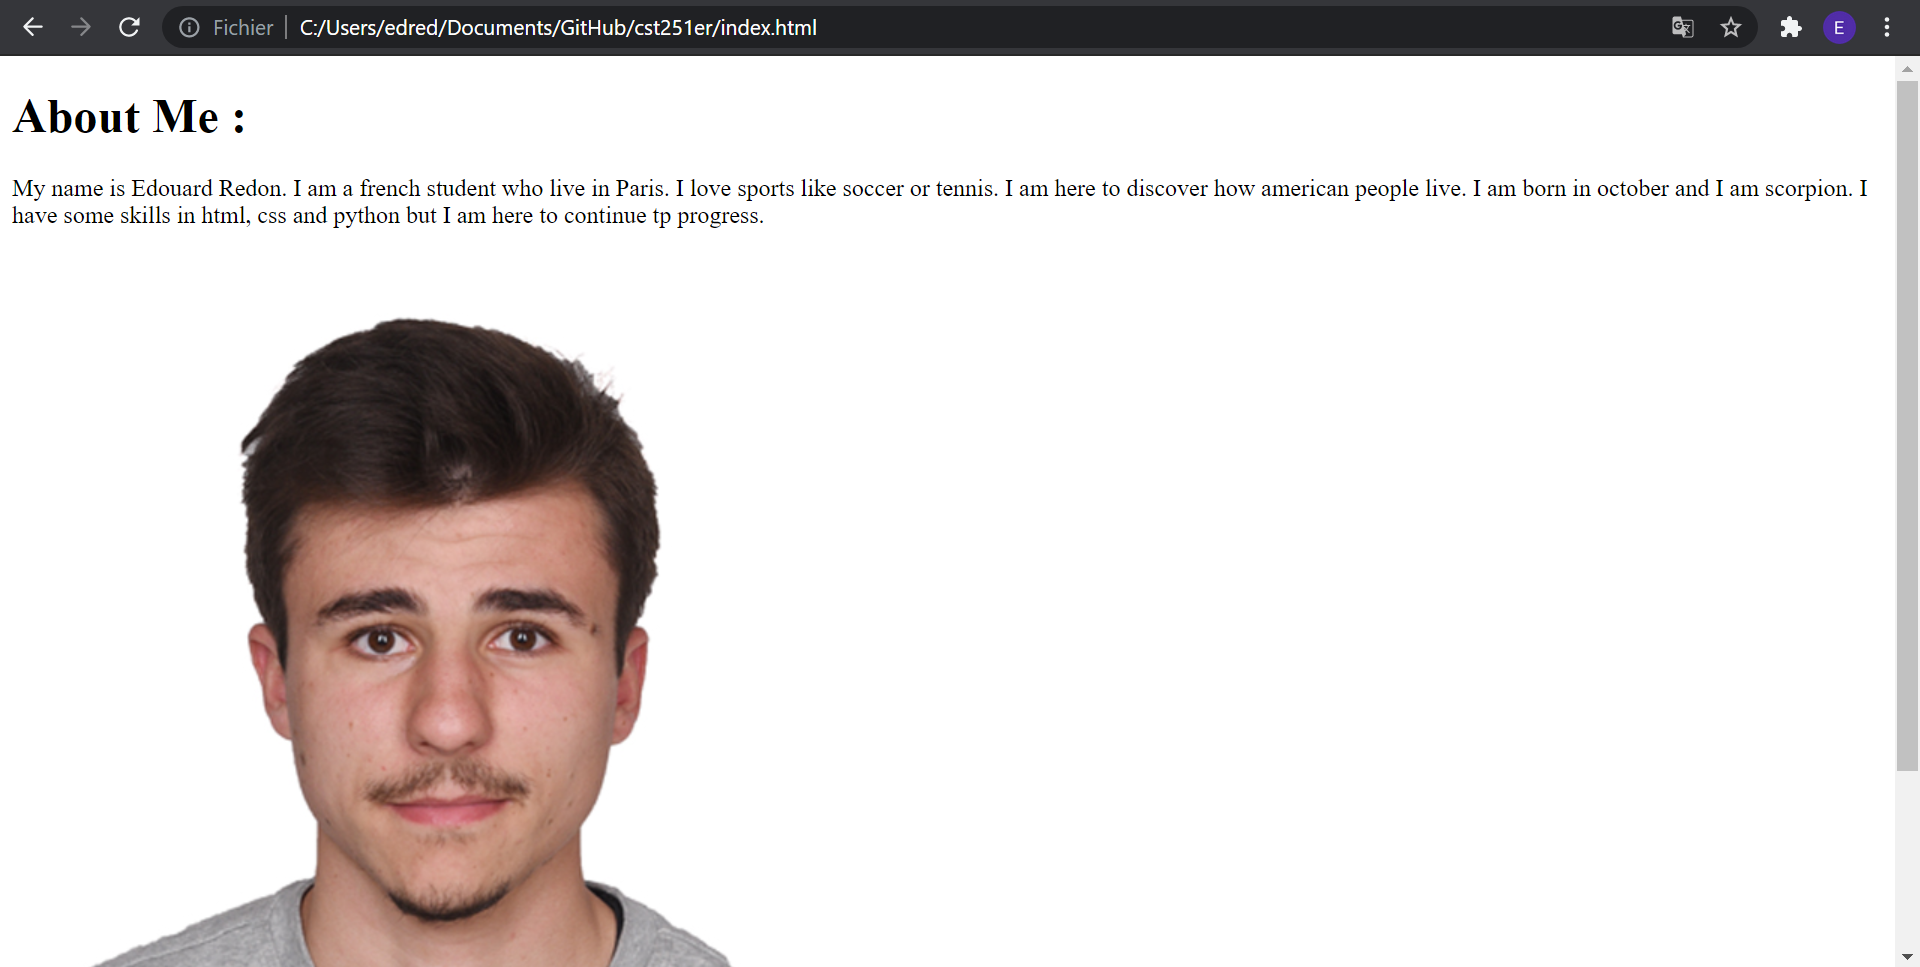 Fichier C:/Users/edred/Documents/GitHub/cst251er/index.html
E
About Me :
My name is Edouard Redon. I am a french student who live in Paris. I love sports like soccer or tennis. I am here to discover how american people live. I am born in october and I am scorpion. I
have some skills in html, css and python but I am here to continue tp progress.